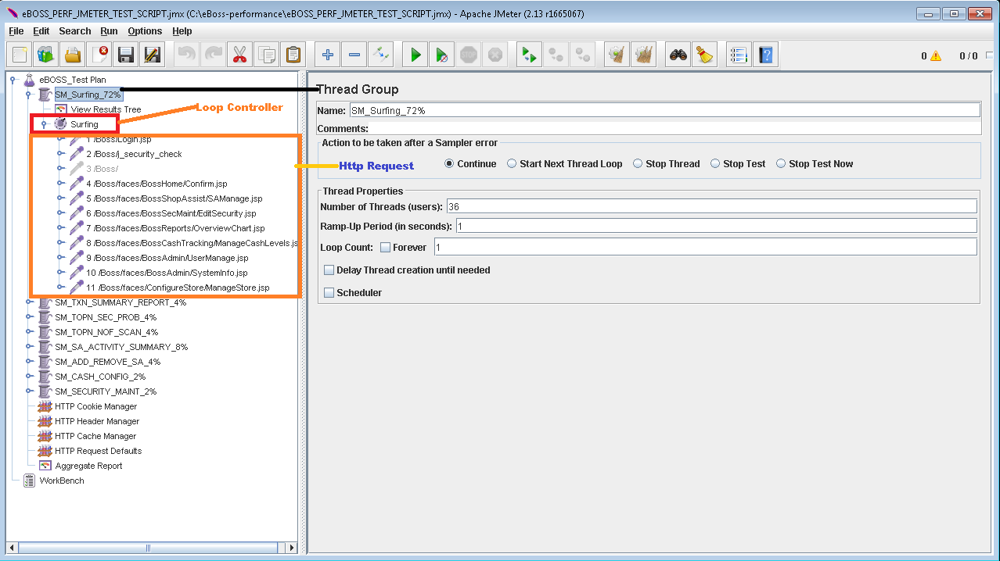 eBOSS_PERF_JMETER_TEST_SCRIPT.jmx (C:\eBoss-performance\eBOSS_PERF_JMETER_TEST_SCRIPT.jmx) - Apache JMeter (2.13 r1665067)
File Edit Search Run Options Help
0 0 / 0
eBOSS_Test Plan
SM_Surfing_72%
View Results Tree
Loop Controller
Surfing
1 /Boss/Login.jsp
2 /Boss/j_security_check
3 /Boss/
4 /Boss/faces/BossHome/Confirm.jsp
5 /Boss/faces/BossShopAssist/SAManage.jsp
6 /Boss/faces/BossSecMaint/EditSecurity.jsp
7 /Boss/faces/BossReports/OverviewChart.jsp
8 /Boss/faces/BossCashTracking/ManageCashLevels.js
9 /Boss/faces/BossAdmin/UserManage.jsp
10 /Boss/faces/BossAdmin/SystemInfo.jsp
11 /Boss/faces/ConfigureStore/ManageStore.jsp
SM_TXN_SUMMARY_REPORT_4%
SM_TOPN_SEC_PROB_4%
SM_TOPN_NOF_SCAN_4%
SM_SA_ACTIVITY_SUMMARY_8%
SM_ADD_REMOVE_SA_4%
SM_CASH_CONFIG_2%
SM_SECURITY_MAINT_2%
HTTP Cookie Manager
HTTP Header Manager
HTTP Cache Manager
HTTP Request Defaults
Aggregate Report
WorkBench
Thread Group
Name: SM_Surfing_72%
Comments:
Action to be taken after a Sampler error
Http Request
Continue Start Next Thread Loop Stop Thread Stop Test Stop Test Now
Thread Properties
Number of Threads (users): 36
Ramp-Up Period (in seconds): 1
Loop Count: Forever 1
Delay Thread creation until needed
Scheduler